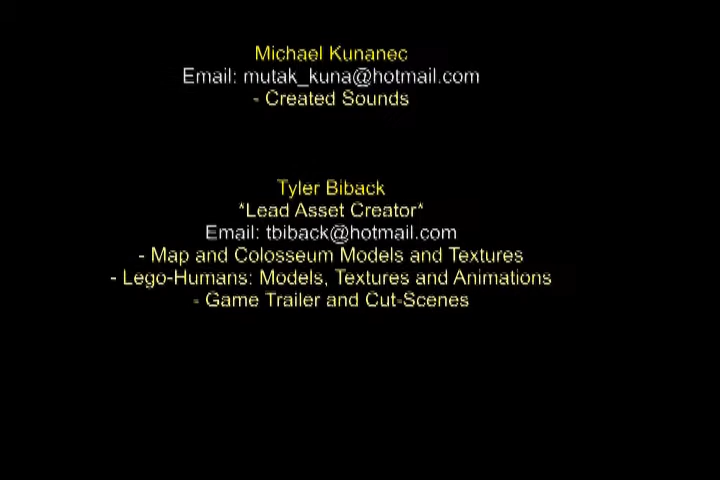 Michael Kunanec
Email: mutak_kuna@hotmail.com
- Created Sounds
Tyler Biback
*Lead Asset Creator*
Email: tbiback@hotmail.com
- Map and Colosseum Models and Textures
- Lego-Humans: Models, Textures and Animations
- Game Trailer and Cut-Scenes